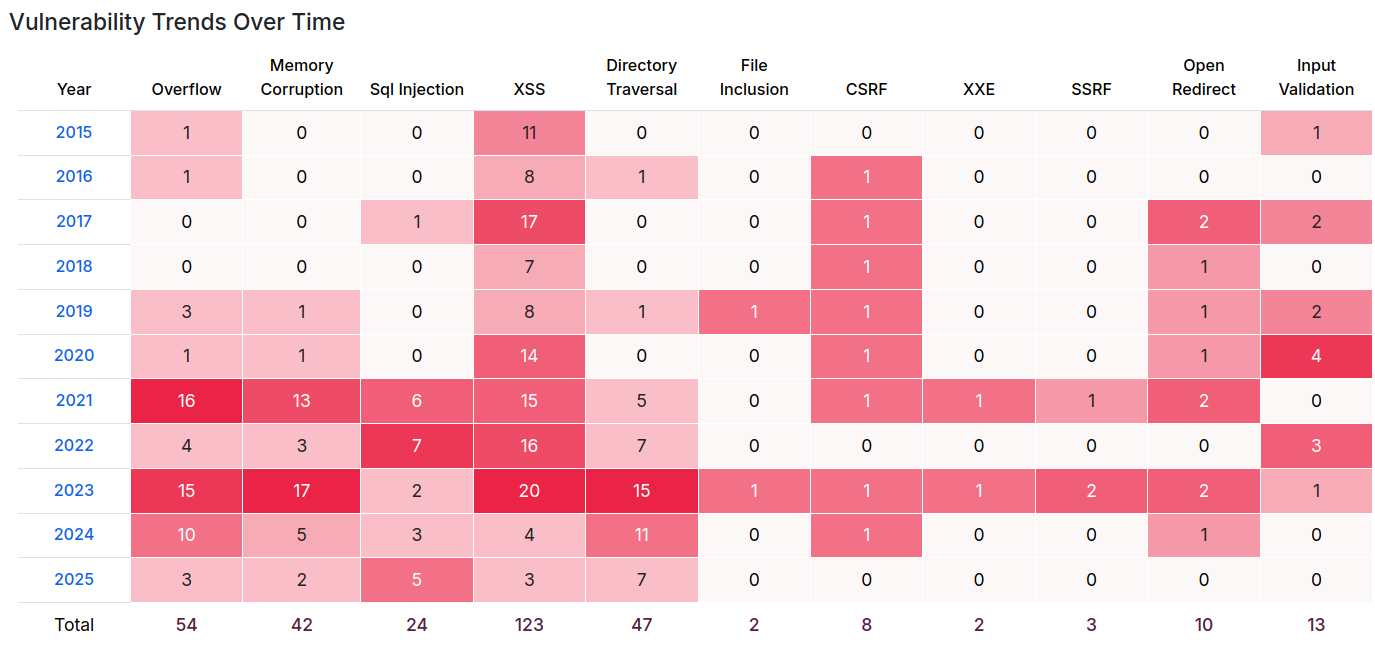 Vulnerability Trends Over Time
Year Overflow Memory Corruption Sql Injection XSS Directory Traversal File Inclusion CSRF XXE SSRF Open Redirect Input Validation
2015 1 0 0 11 0 0 0 0 0 0 1
2016 1 0 0 8 1 0 1 0 0 0 0
2017 0 0 1 17 0 0 1 0 0 2 2
2018 0 0 0 7 0 0 1 0 0 1 0
2019 3 1 0 8 1 1 1 0 0 1 2
2020 1 1 0 14 0 0 1 0 0 1 4
2021 16 13 6 15 5 0 1 1 1 2 0
2022 4 3 7 16 7 0 0 0 0 0 3
2023 15 17 2 20 15 1 1 1 2 2 1
2024 10 5 3 4 11 0 1 0 0 1 0
2025 3 2 5 3 7 0 0 0 0 0 0
Total 54 42 24 123 47 2 8 2 3 10 13